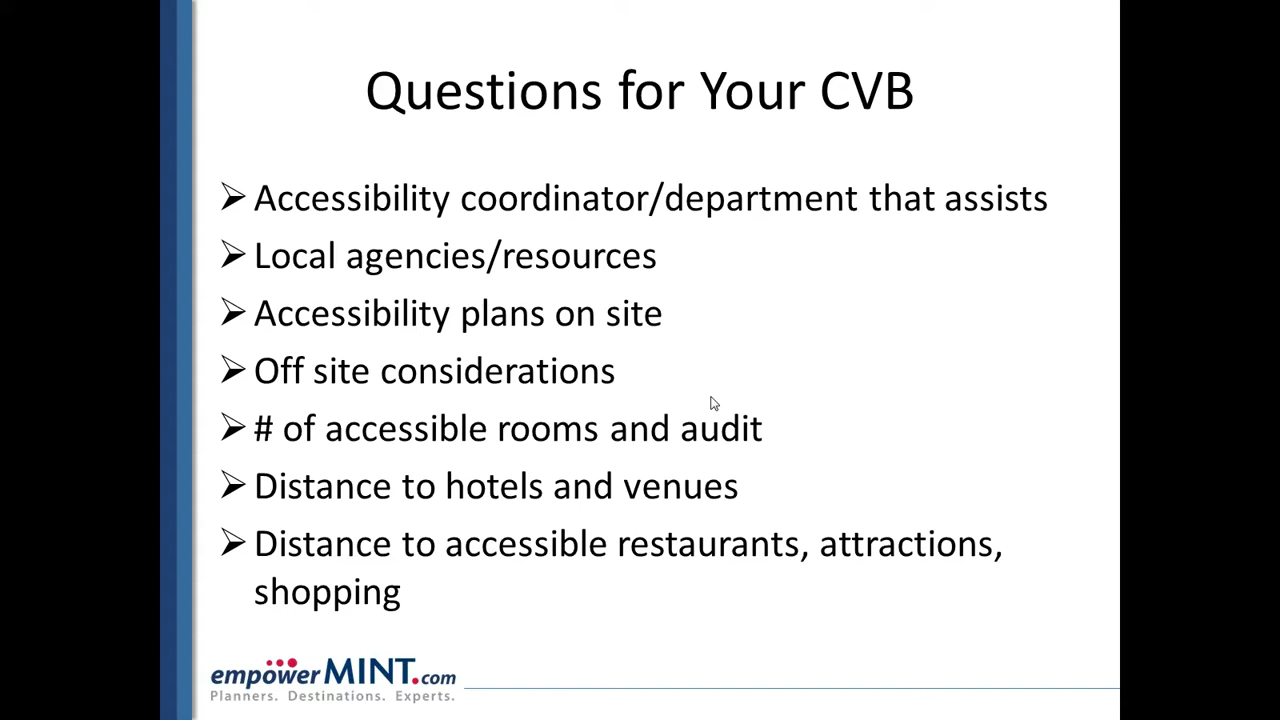 Questions for Your CVB
➢ Accessibility coordinator/department that assists
➢ Local agencies/resources
➢ Accessibility plans on site
➢ Off site considerations
➢ # of accessible rooms and audit
➢ Distance to hotels and venues
➢ Distance to accessible restaurants, attractions,
shopping
empowerMINT.com
Planners. Destinations. Experts.